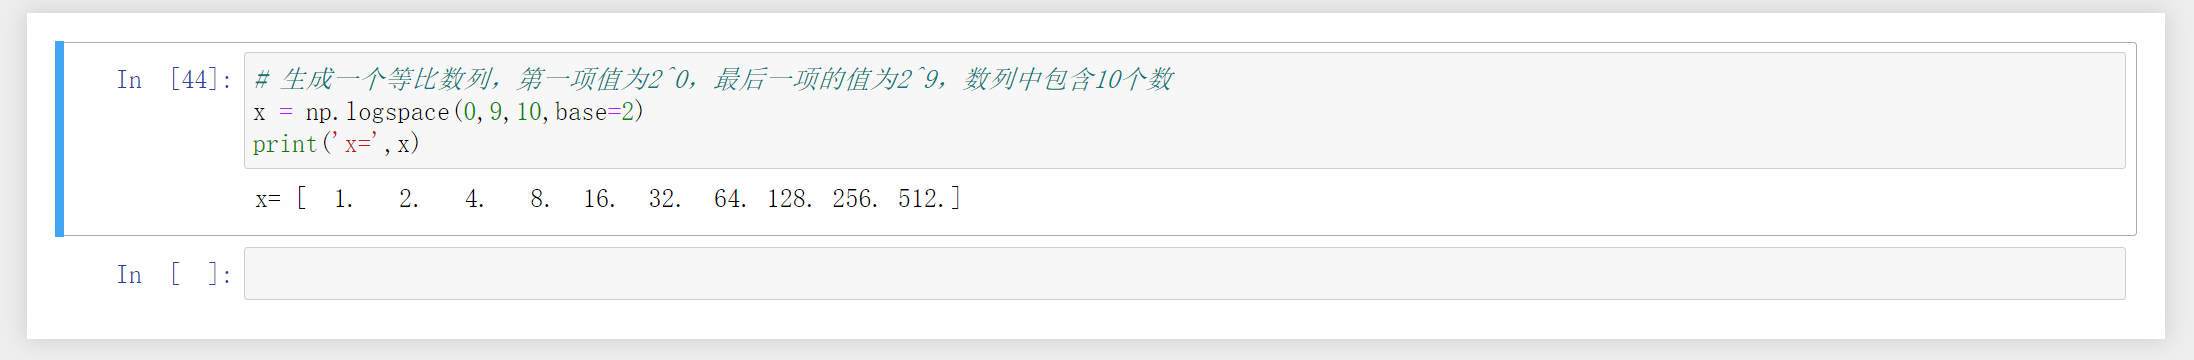 In [44]: # 生成一个等比数列，第一项值为2^0，最后一项的值为2^9，数列中包含10个数
x = np.logspace(0,9,10,base=2)
print('x=',x)
x= [  1.   2.   4.   8.  16.  32.  64. 128. 256. 512.]
In [ ]: